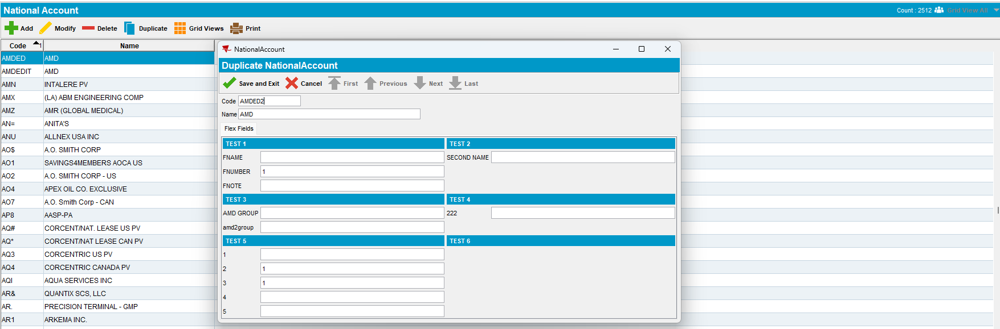 National Account
Count : 2512 Grid View All
Add Modify Delete Duplicate Grid Views Print
Code 1 Name
AMDED AMD
AMDEDIT AMD
AMN INTALERE PV
AMX (LA) ABM ENGINEERING COMP
AMZ AMR (GLOBAL MEDICAL)
AN= ANITA'S
ANU ALLNEX USA INC
AO$ A.O. SMITH CORP
AO1 SAVINGS4MEMBERS AOCA US
AO2 A.O. SMITH CORP - US
AO4 APEX OIL CO. EXCLUSIVE
AO7 A.O. Smith Corp - CAN
AP8 AASP-PA
AQ# CORCENT/NAT. LEASE US PV
AQ* CORCENT/NAT LEASE CAN PV
AQ3 CORCENTRIC US PV
AQ4 CORCENTRIC CANADA PV
AQI AQUA SERVICES INC
AR& QUANTIX SCS, LLC
AR. PRECISION TERMINAL - GMP
AR1 ARKEMA INC.
NationalAccount
Duplicate NationalAccount
Save and Exit Cancel First Previous Next Last
Code AMDED2
Name AMD
Flex Fields
TEST 1 TEST 2
FNAME SECOND NAME
FNUMBER 1
FNOTE
TEST 3 TEST 4
AMD GROUP 222
amd2group
TEST 5 TEST 6
1
2 1
3 1
4
5